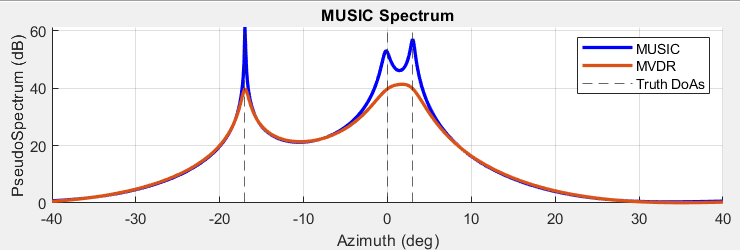 MUSIC Spectrum
PseudoSpectrum (dB)
60
40
20
0
MUSIC
MVDR
Truth DoAs
-40 -30 -20 -10 0 10 20 30 40
Azimuth (deg)